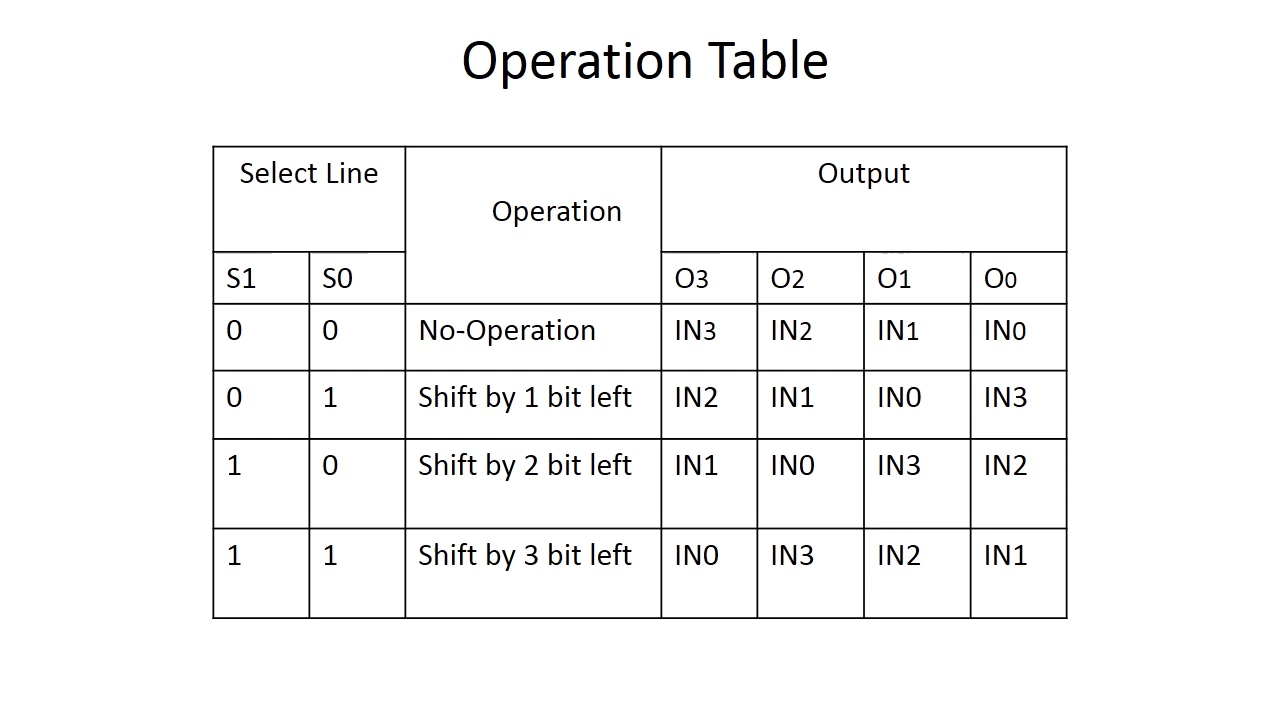 Operation Table
Select Line Operation Output
S1 S0 O3 O2 O1 O0
0 0 No-Operation IN3 IN2 IN1 IN0
0 1 Shift by 1 bit left IN2 IN1 IN0 IN3
1 0 Shift by 2 bit left IN1 IN0 IN3 IN2
1 1 Shift by 3 bit left IN0 IN3 IN2 IN1